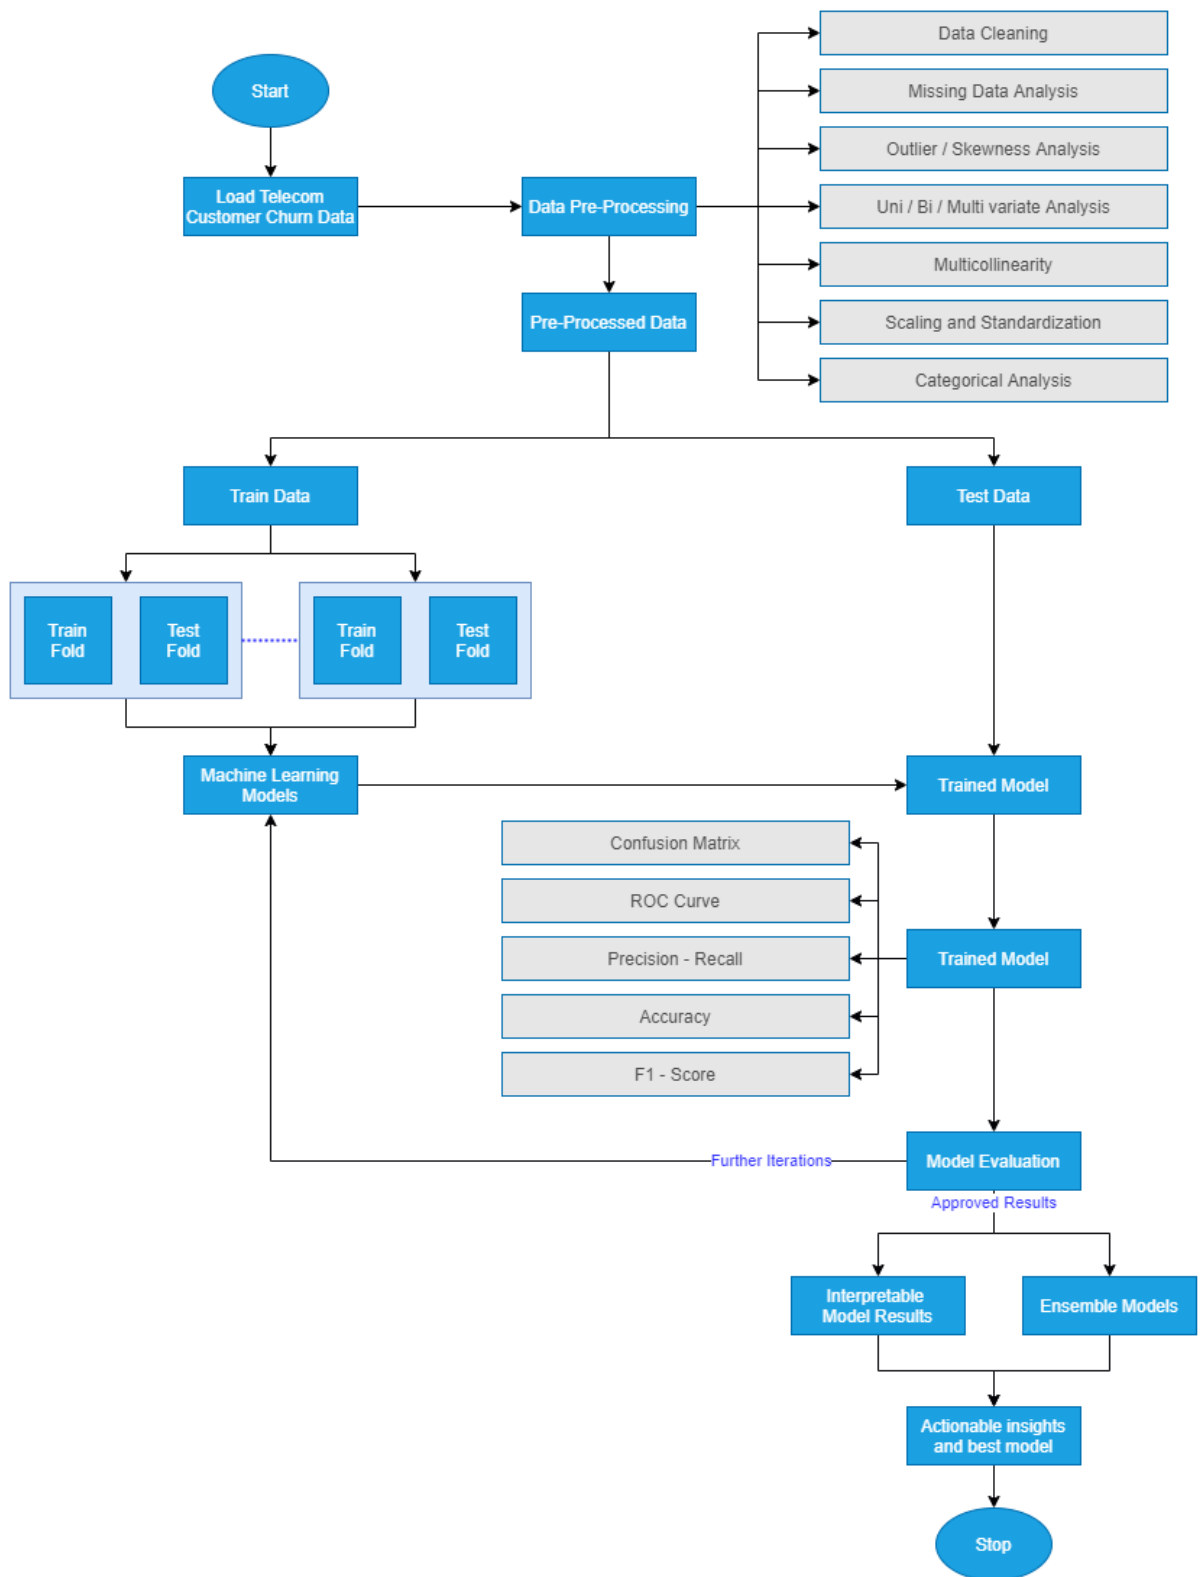 Start
Load Telecom
Customer Churn Data
Data Pre-Processing
Data Cleaning
Missing Data Analysis
Outlier / Skewness Analysis
Uni / Bi / Multi variate Analysis
Multicollinearity
Scaling and Standardization
Categorical Analysis
Pre-Processed Data
Train Data
Test Data
Train
Fold
Test
Fold
Train
Fold
Test
Fold
Machine Learning
Models
Trained Model
Confusion Matrix
ROC Curve
Precision - Recall
Accuracy
F1 - Score
Trained Model
Further Iterations
Model Evaluation
Approved Results
Interpretable
Model Results
Ensemble Models
Actionable insights
and best model
Stop